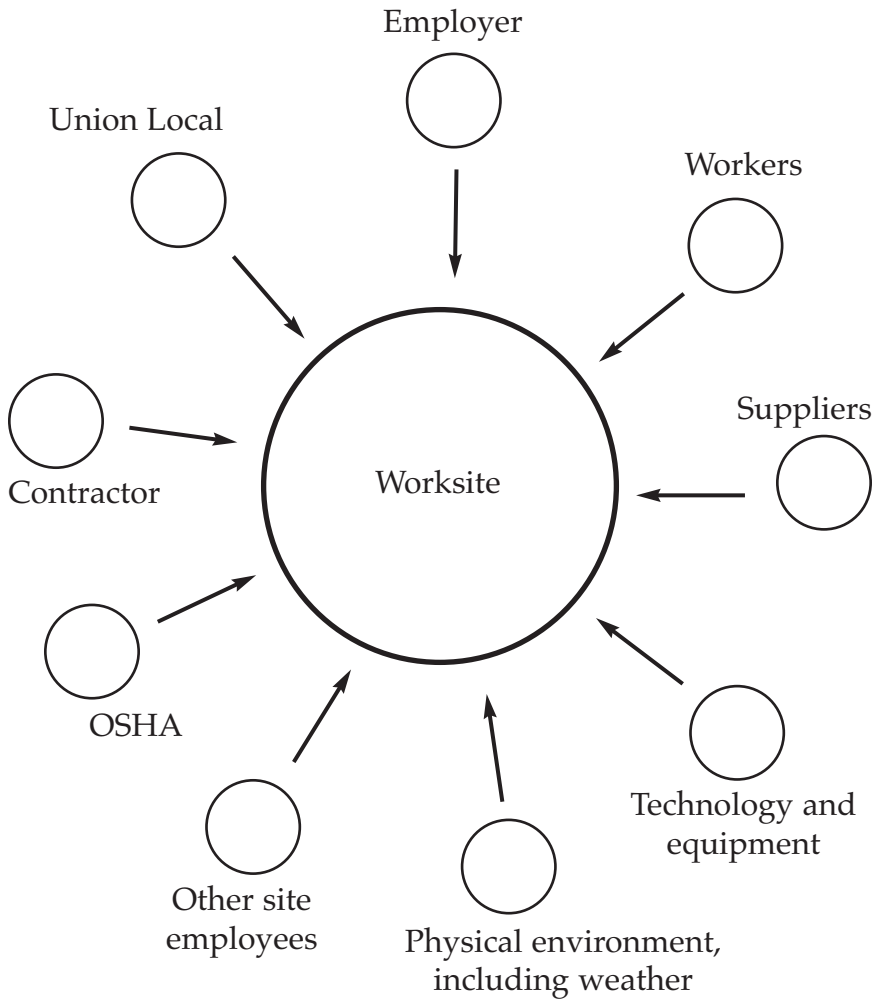 Employer
Union Local
Workers
Suppliers
Worksite
Contractor
OSHA
Technology and
equipment
Other site
employees
Physical environment,
including weather